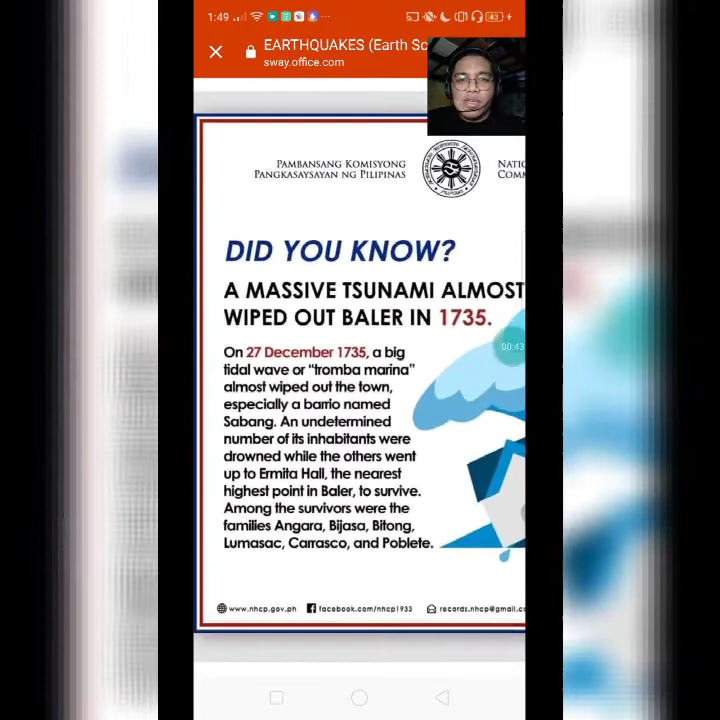 1:49
43
EARTHQUAKES (Earth Sc
sway.office.com
PAMBANSANG KOMISYONG
PANGKASAYSAYAN NG PILIPINAS
NATIO
COMM
DID YOU KNOW?
A MASSIVE TSUNAMI ALMOST
WIPED OUT BALER IN 1735.
00:43
On 27 December 1735, a big
tidal wave or “tromba marina”
almost wiped out the town,
especially a barrio named
Sabang. An undetermined
number of its inhabitants were
drowned while the others went
up to Ermita Hall, the nearest
highest point in Baler, to survive.
Among the survivors were the
families Angara, Bijasa, Bitong,
Lumasac, Carrasco, and Poblete.
www.nhcp.gov.ph
facebook.com/nhcp1933
records.nhcp@gmail.co